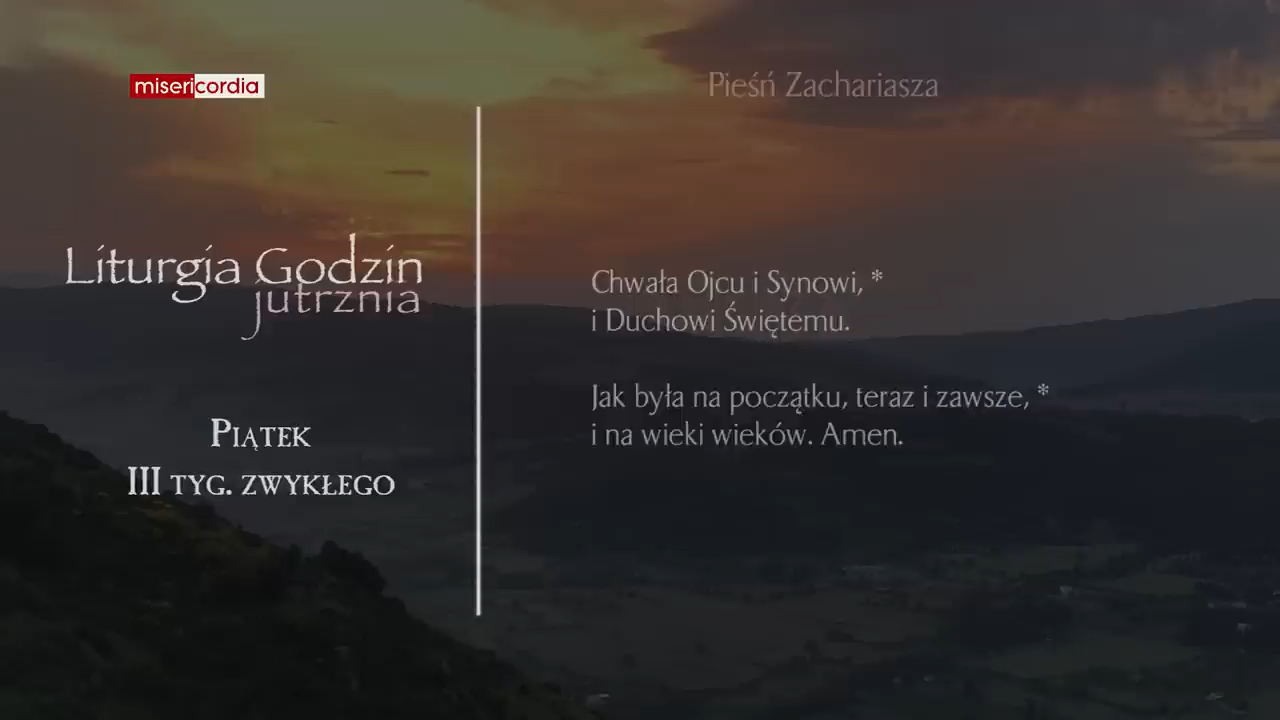 misericordia
Pieśń Zachariasza
Liturgia Godzin
jutrznia
Piątek
III tyg. zwykłego
Chwała Ojcu i Synowi, *
i Duchowi Świętemu.
Jak była na początku, teraz i zawsze, *
i na wieki wieków. Amen.